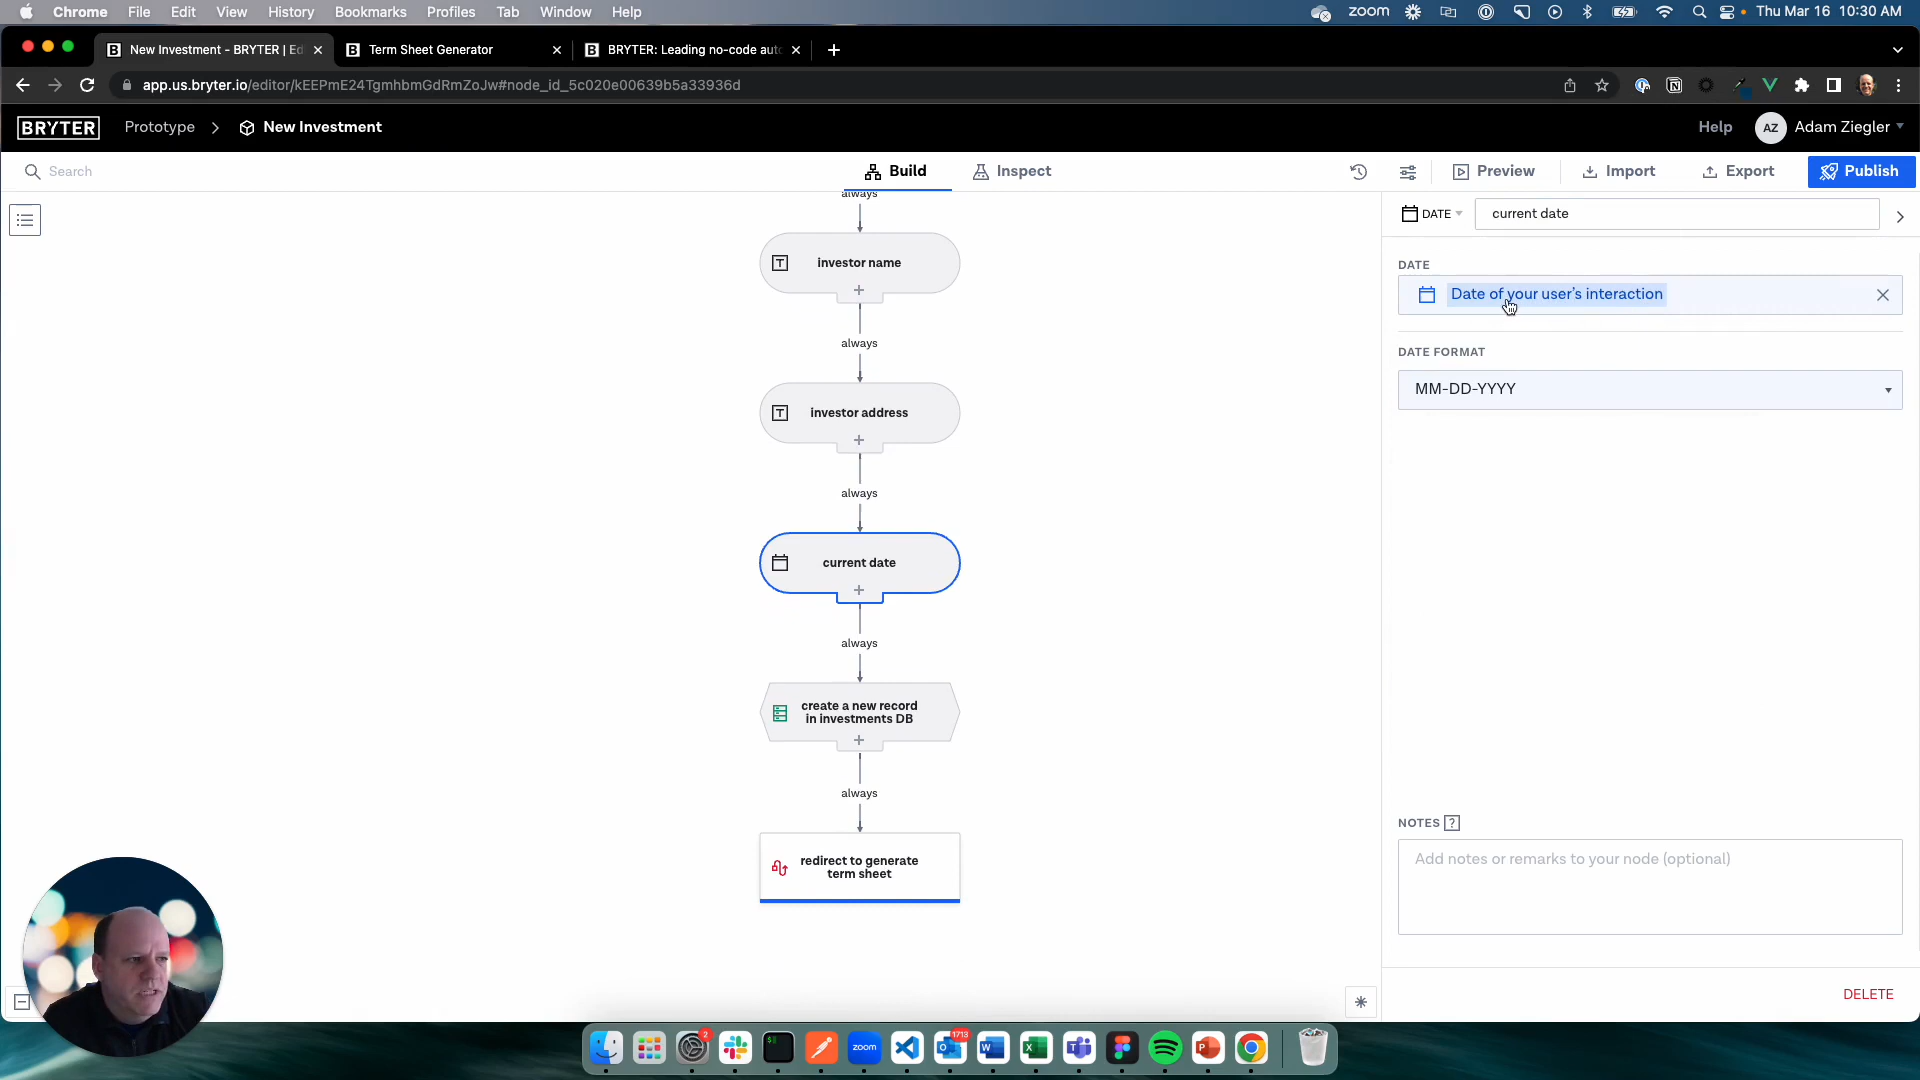 Chrome File Edit View History Bookmarks Profiles Tab Window Help zoom Thu Mar 16 10:30 AM
New Investment - BRYTER | Ed Term Sheet Generator BRYTER: Leading no-code auto
app.us.bryter.io/editor/kEEPmE24TgmhbmGdRmZoJw#node_id_5c020e00639b5a33936d
BRYTER Prototype New Investment Help AZ Adam Ziegler
Search Build Inspect Preview Import Export Publish
always
DATE current date
investor name
DATE
Date of your user's interaction
always
DATE FORMAT
MM-DD-YYYY
investor address
always
current date
always
create a new record
in investments DB
always
NOTES ?
redirect to generate
term sheet
Add notes or remarks to your node (optional)
DELETE
2
zoom
1713